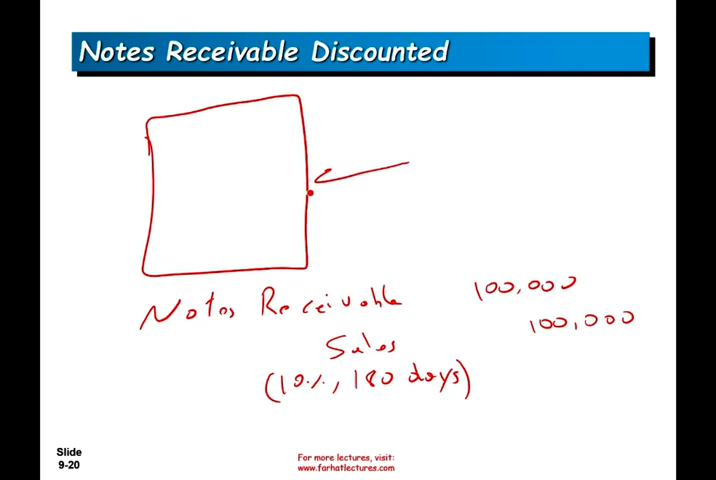 Notes Receivable Discounted
Notes Receivable 100,000
Sales 100,000
(10%, 180 days)
Slide
9-20
For more lectures, visit:
www.farhatlectures.com